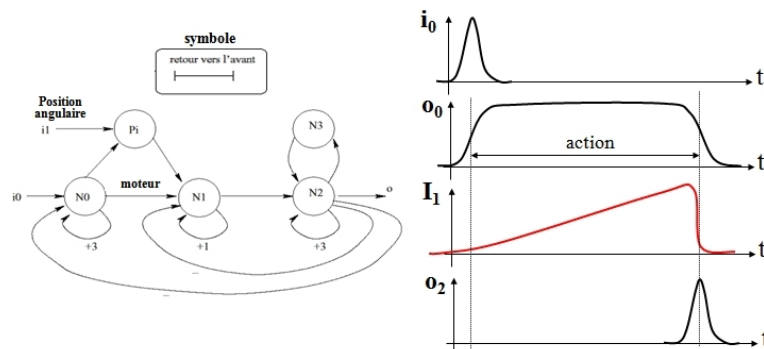 symbole
retour vers l'avant
Position
angulaire
i1
Pi
N3
moteur
i0
N0
N1
N2
o
+3
+1
+3
–
–
i0
t
o0
action
t
I1
t
o2
t